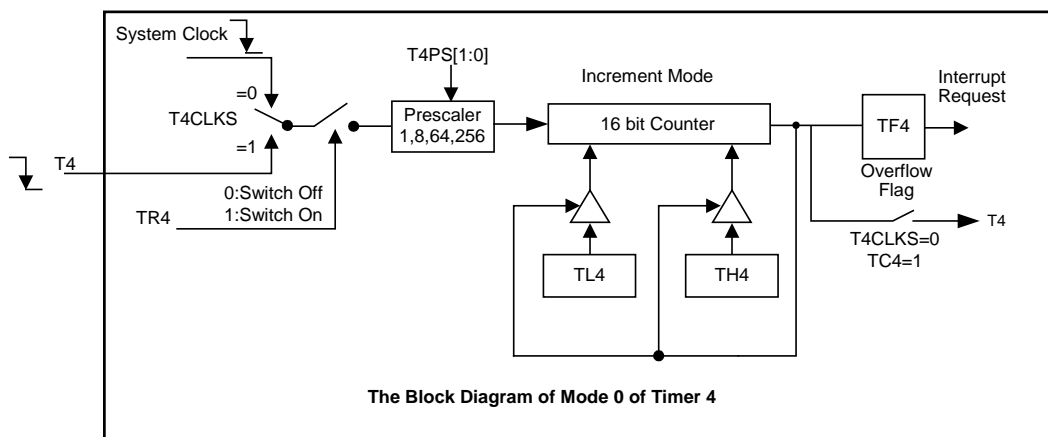 System Clock
T4PS[1:0]
Increment Mode
Interrupt
Request
=0
T4CLKS
=1
Prescaler
1,8,64,256
16 bit Counter
TF4
Overflow
Flag
T4
0:Switch Off
1:Switch On
TR4
T4
T4CLKS=0
TC4=1
TL4
TH4
The Block Diagram of Mode 0 of Timer 4